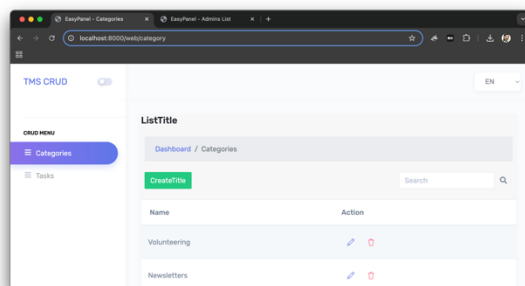 EasyPanel - Categories
EasyPanel - Admins List
localhost:8000/web/category
TMS CRUD
EN
CRUD MENU
Categories
Tasks
ListTitle
Dashboard / Categories
CreateTitle
Search
Name Action
Volunteering
Newsletters